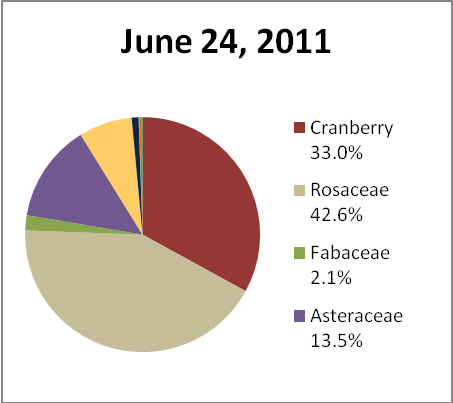 June 24, 2011
Cranberry
33.0%
Rosaceae
42.6%
Fabaceae
2.1%
Asteraceae
13.5%